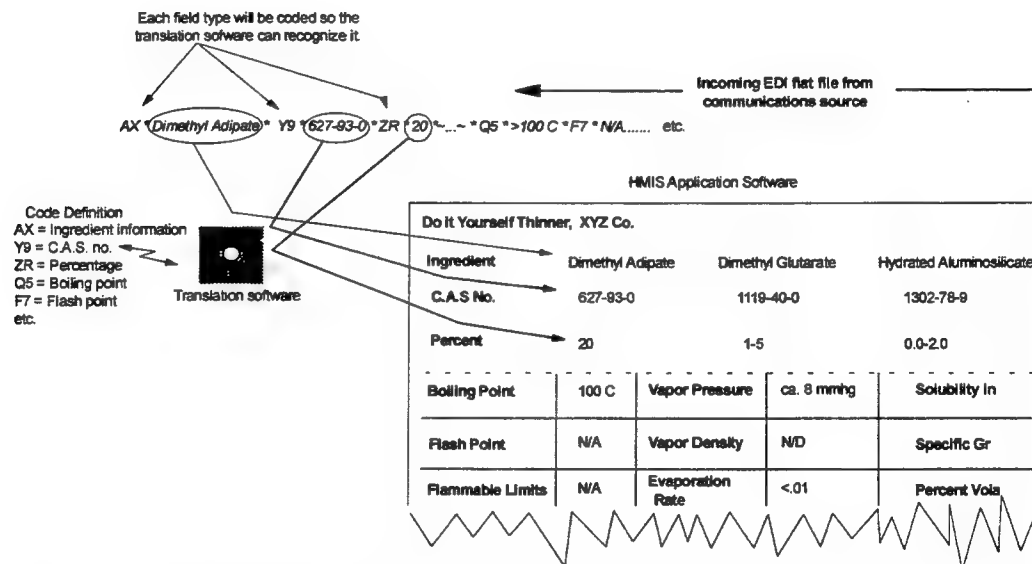 Each field type will be coded so the
translation sofware can recognize it.
Incoming EDI flat file from
communications source
AX * Dimethyl Adipate * Y9 * 627-93-0 * ZR * 20 *~...~ * Q5 * >100 C * F7 * N/A....... etc.
HMIS Application Software
Code Definition
AX = Ingredient information
Y9 = C.A.S. no.
ZR = Percentage
Q5 = Boiling point
F7 = Flash point
etc.
Translation software
Do it Yourself Thinner, XYZ Co.
Ingredient Dimethyl Adipate Dimethyl Glutarate Hydrated Aluminosilicate
C.A.S No. 627-93-0 1119-40-0 1302-78-9
Percent 20 1-5 0.0-2.0
Boiling Point 100 C Vapor Pressure ca. 8 mmhg Solubility in
Flash Point N/A Vapor Density N/D Specific Gr
Flammable Limits N/A Evaporation Rate <.01 Percent Vola